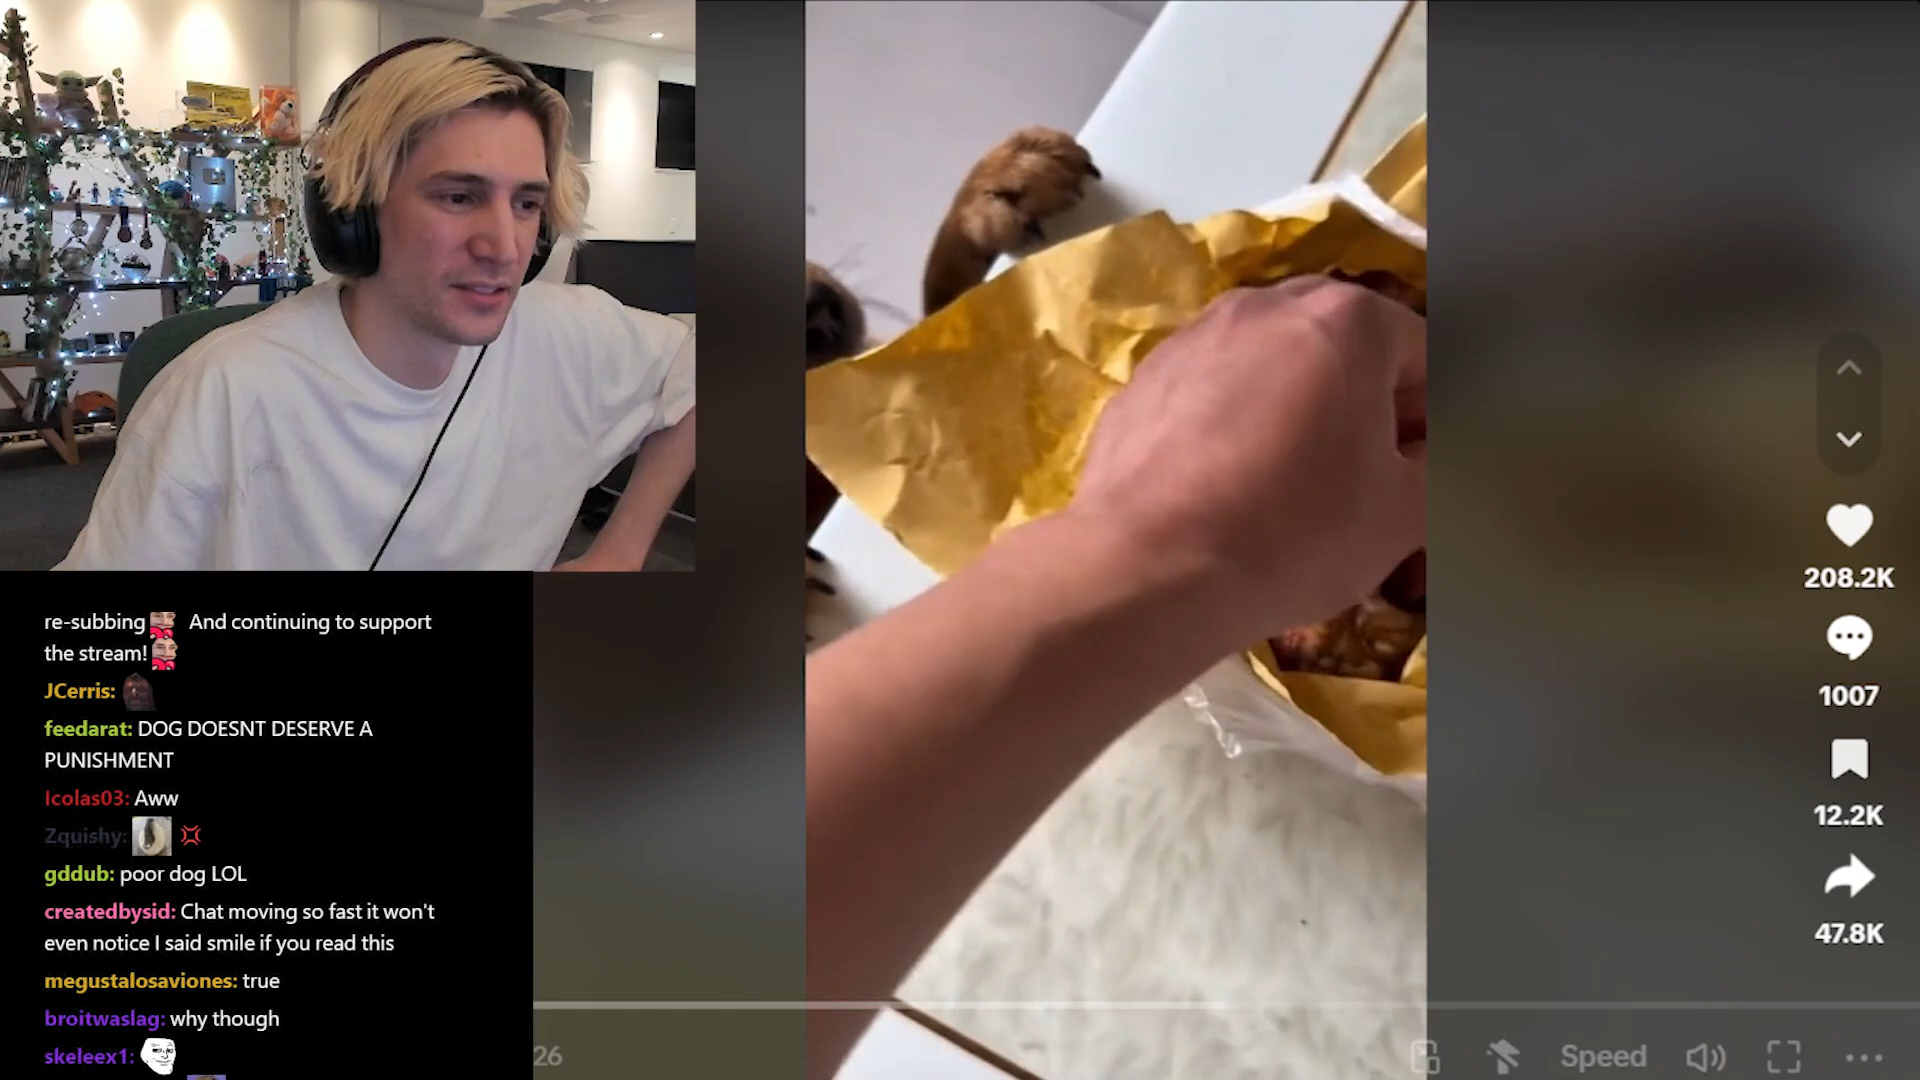 re-subbing And continuing to support
the stream!
JCerris:
feedarat: DOG DOESNT DESERVE A
PUNISHMENT
Icolas03: Aww
Zquishy:
gddub: poor dog LOL
createdbysid: Chat moving so fast it won't
even notice I said smile if you read this
megustalosaviones: true
broitwaslag: why though
skeleex1:
208.2K
1007
12.2K
47.8K
26
Speed